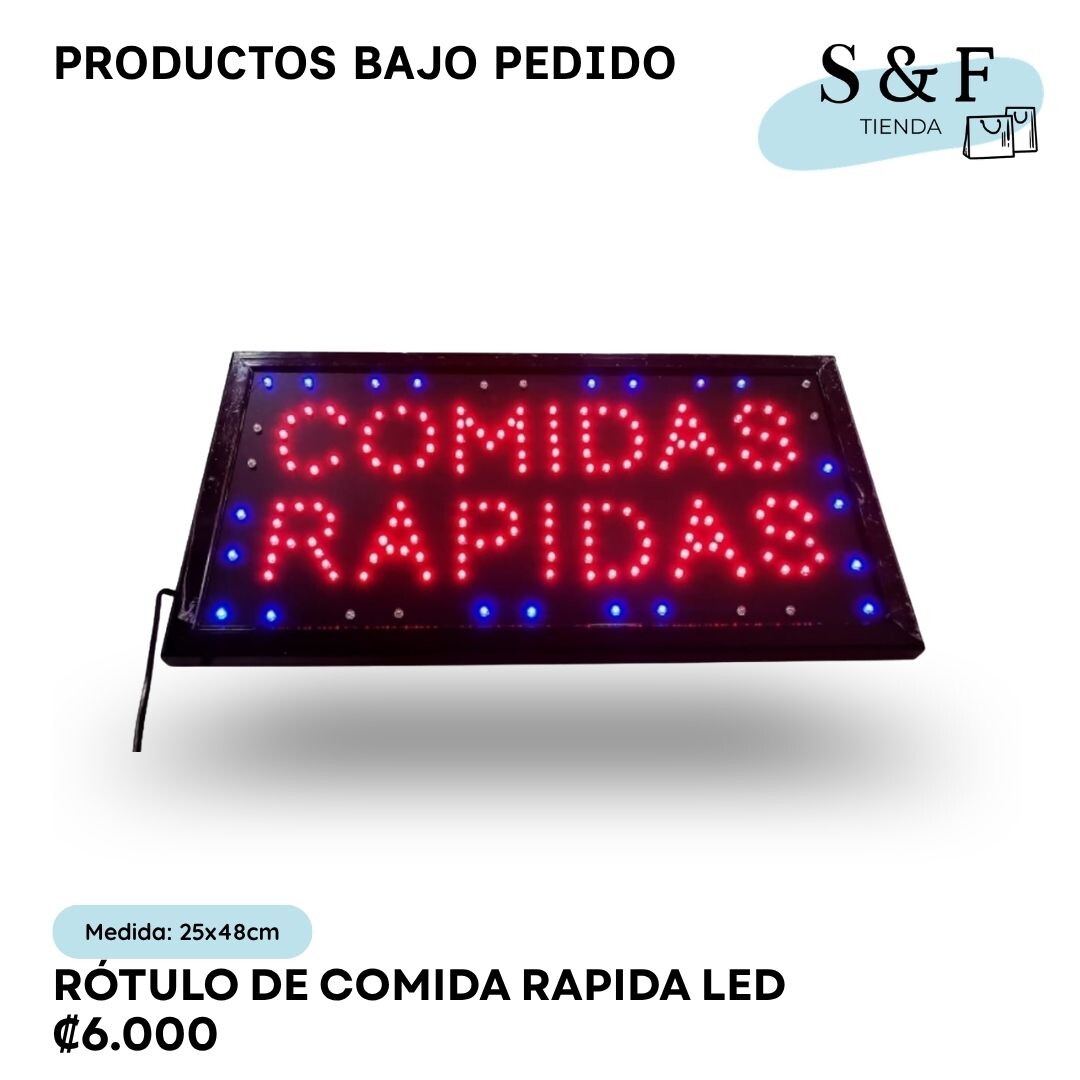 PRODUCTOS BAJO PEDIDO
S & F
TIENDA
COMIDAS
RAPIDAS
Medida: 25x48cm
RÓTULO DE COMIDA RAPIDA LED
₡6.000